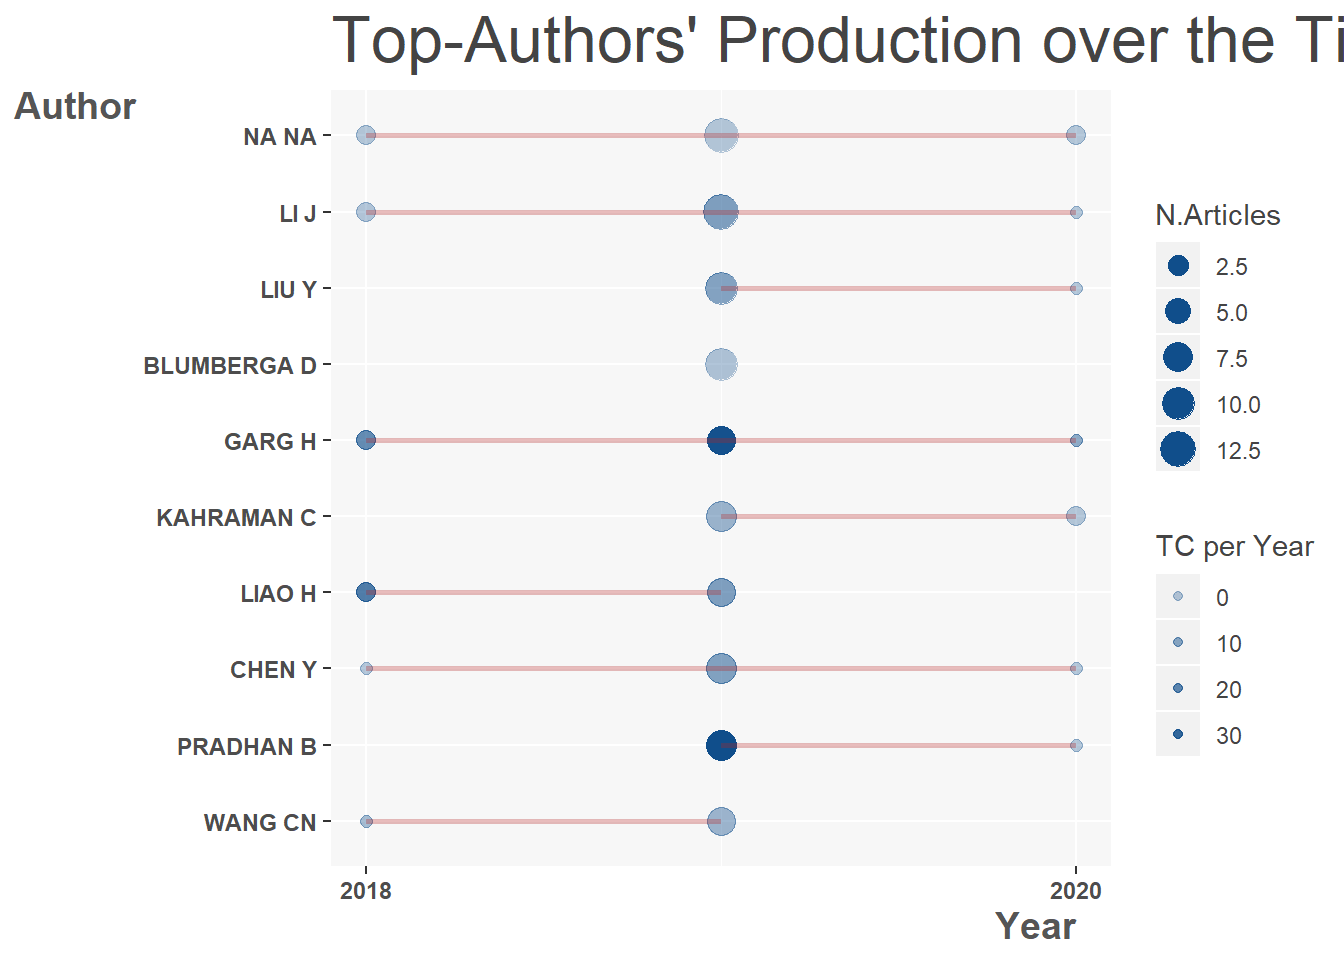 Top-Authors' Production over the Ti
Author
NA NA
LI J
LIU Y
BLUMBERGA D
GARG H
KAHRAMAN C
LIAO H
CHEN Y
PRADHAN B
WANG CN
2018
2020
Year
N.Articles
2.5
5.0
7.5
10.0
12.5
TC per Year
0
10
20
30